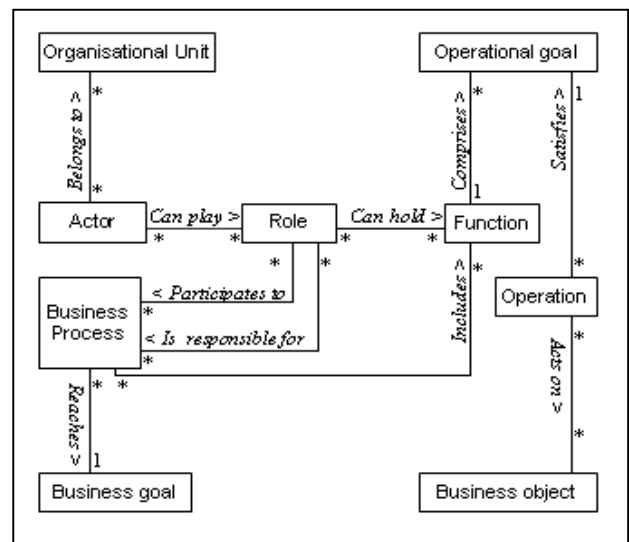 Organisational Unit
Operational goal
*
*
1
Belongs to >
Comprises >
Satisfies >
*
1
Actor
Can play >
Role
Can hold >
Function
*
*
*
*
*
*
*
*
< Participates to
Includes >
Business
Process
*
Operation
< Is responsible for
*
*
*
*
Reaches >
Acts on >
1
*
Business goal
Business object